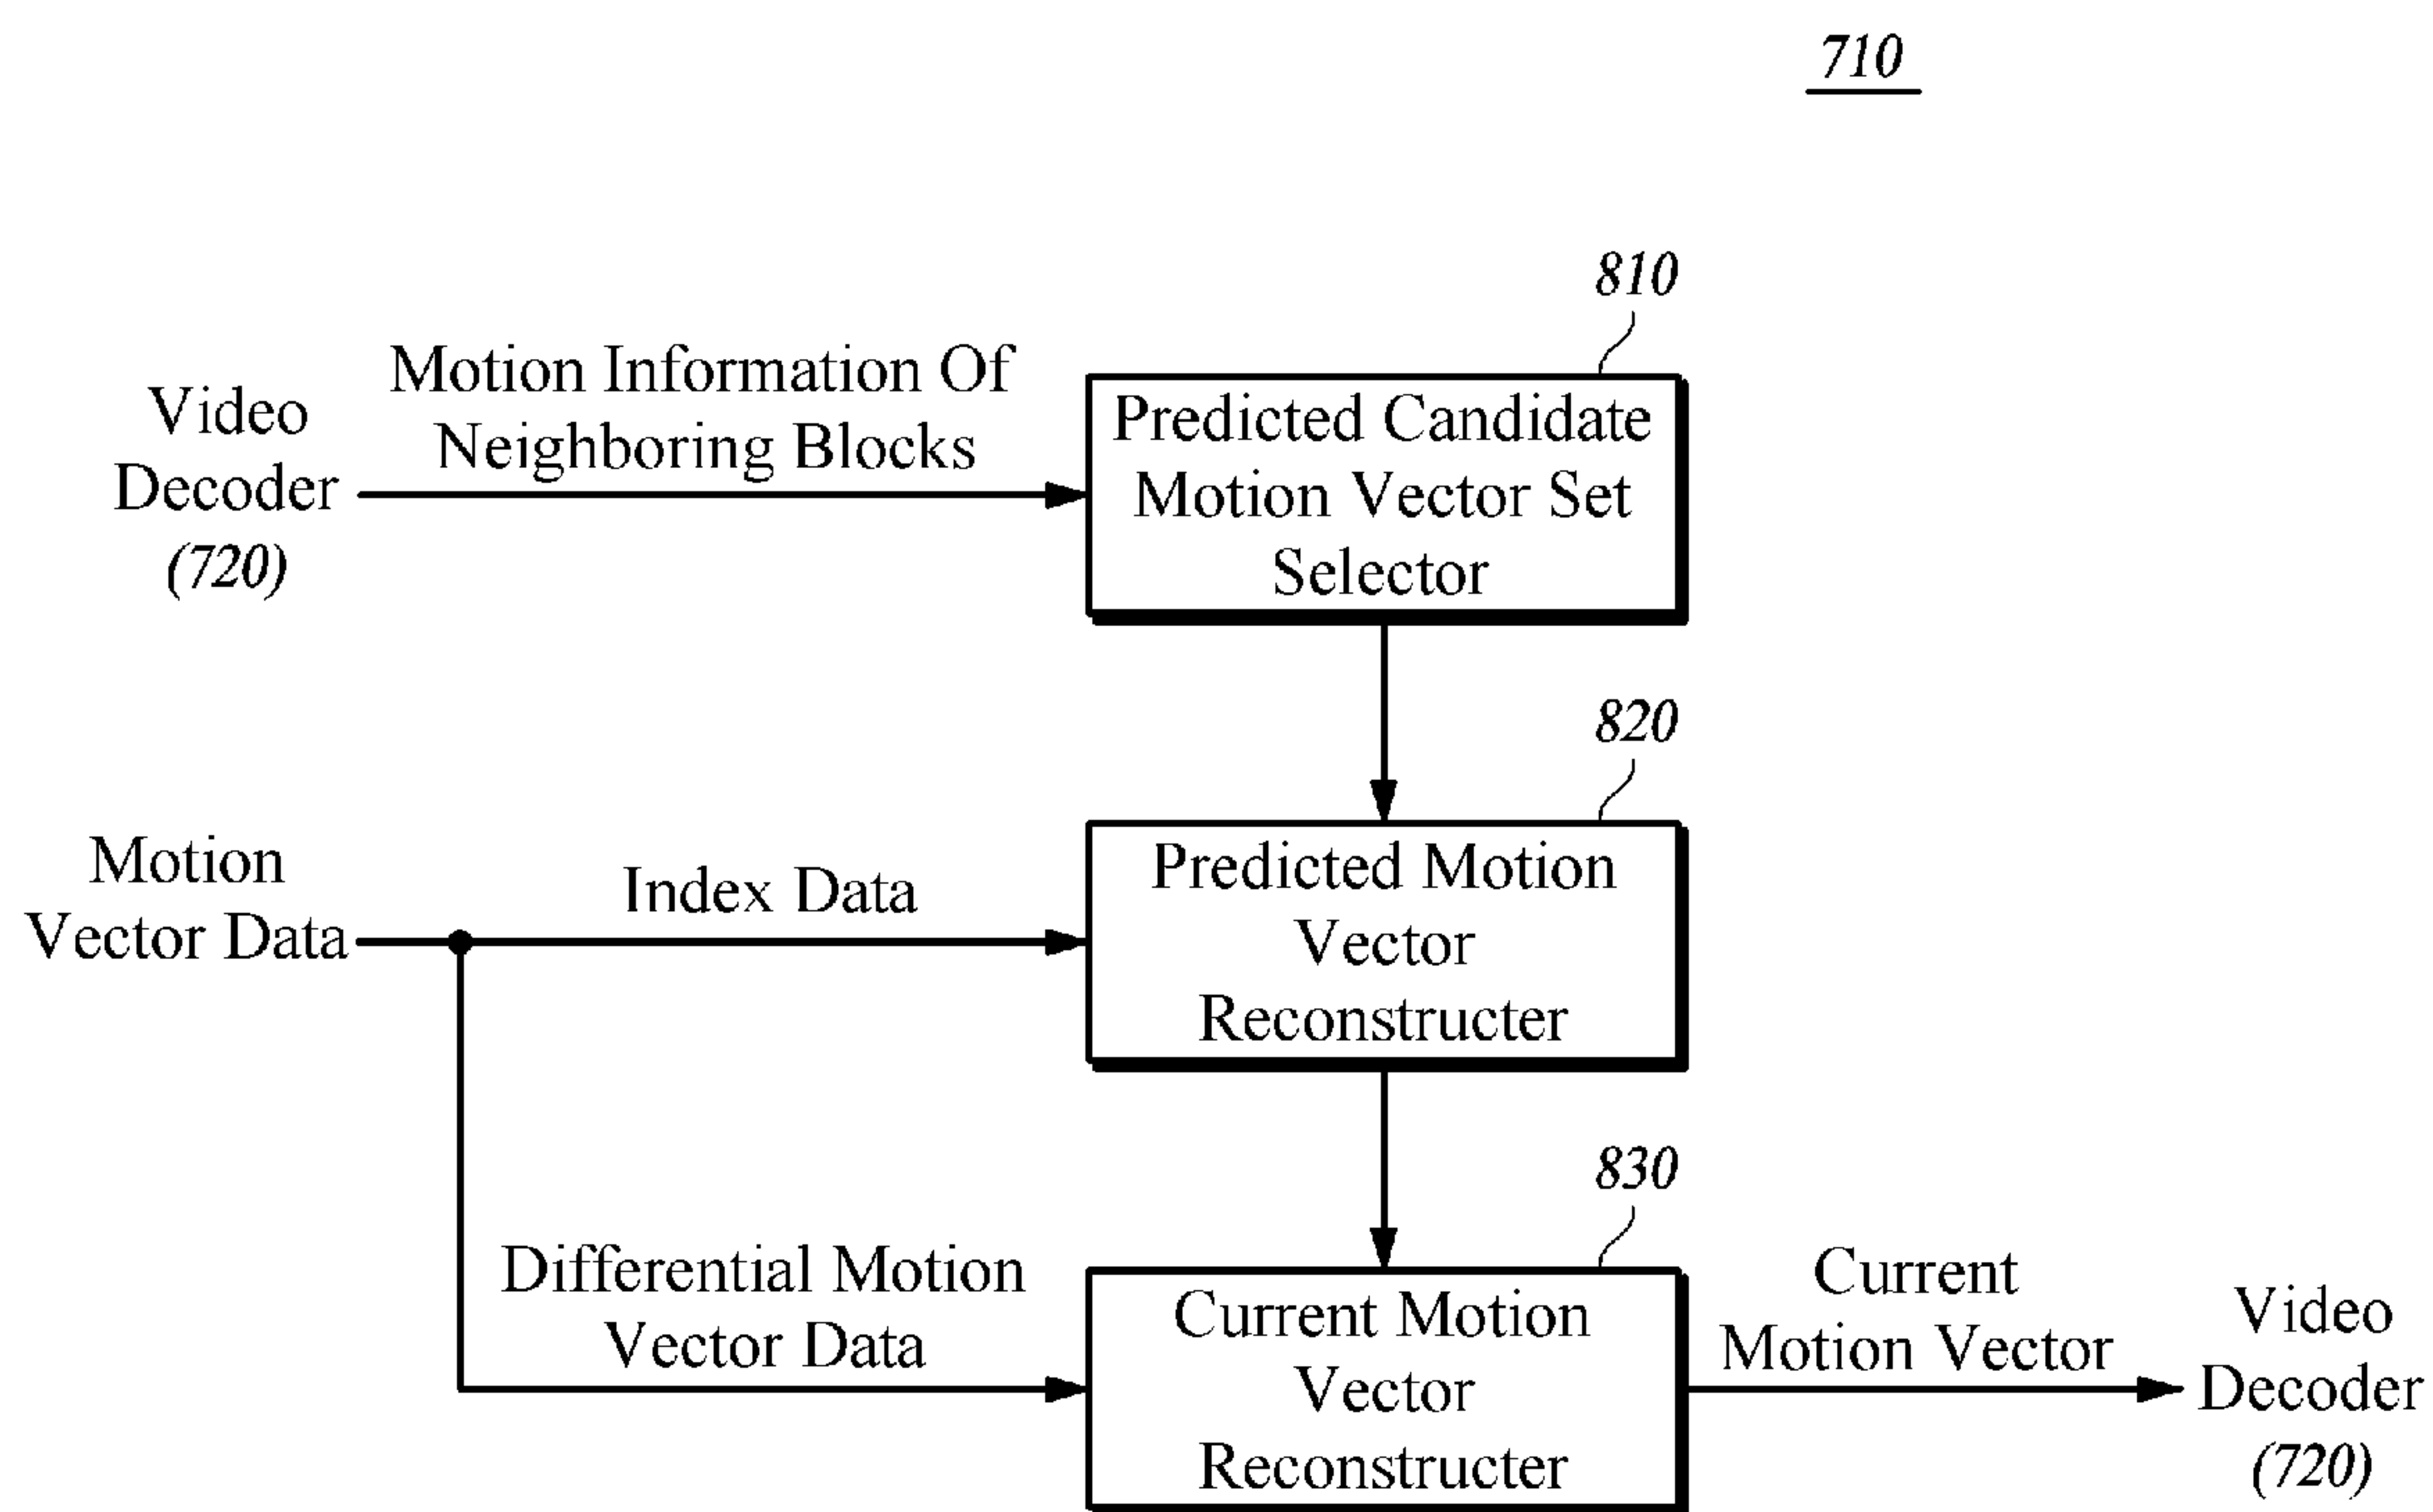 710
810
Motion Information Of
Neighboring Blocks
Video
Decoder
(720)
Predicted Candidate
Motion Vector Set
Selector
820
Motion
Vector Data
Index Data
Predicted Motion
Vector
Reconstructer
830
Differential Motion
Vector Data
Current Motion
Vector
Reconstructer
Current
Motion Vector
Video
Decoder
(720)